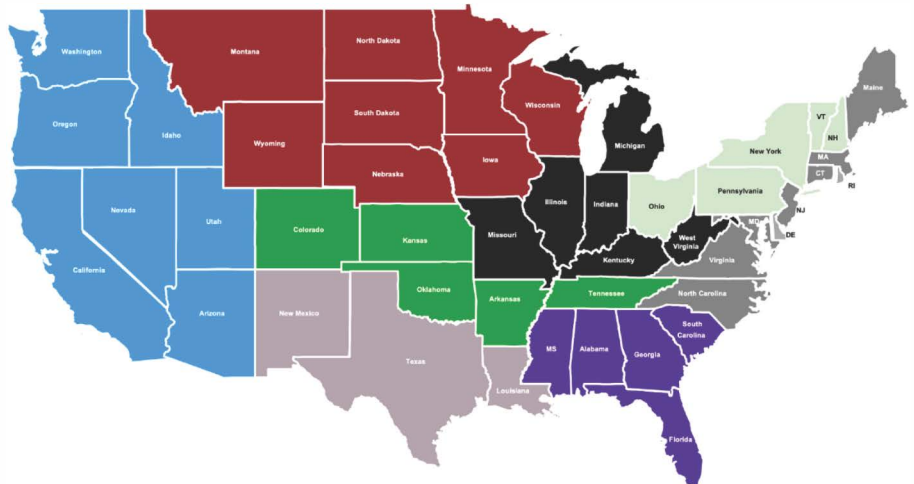 Washington
Montana
North Dakota
Minnesota
Maine
Oregon
Idaho
South Dakota
Wisconsin
VT
NH
Wyoming
Michigan
New York
MA
Iowa
CT
RI
Nebraska
Pennsylvania
Nevada
Utah
Illinois
Indiana
Ohio
NJ
Colorado
Kansas
MD
DE
Missouri
West
Virginia
California
Kentucky
Virginia
Oklahoma
Arkansas
Tennessee
North Carolina
Arizona
New Mexico
South
Carolina
Texas
MS
Alabama
Georgia
Louisiana
Florida